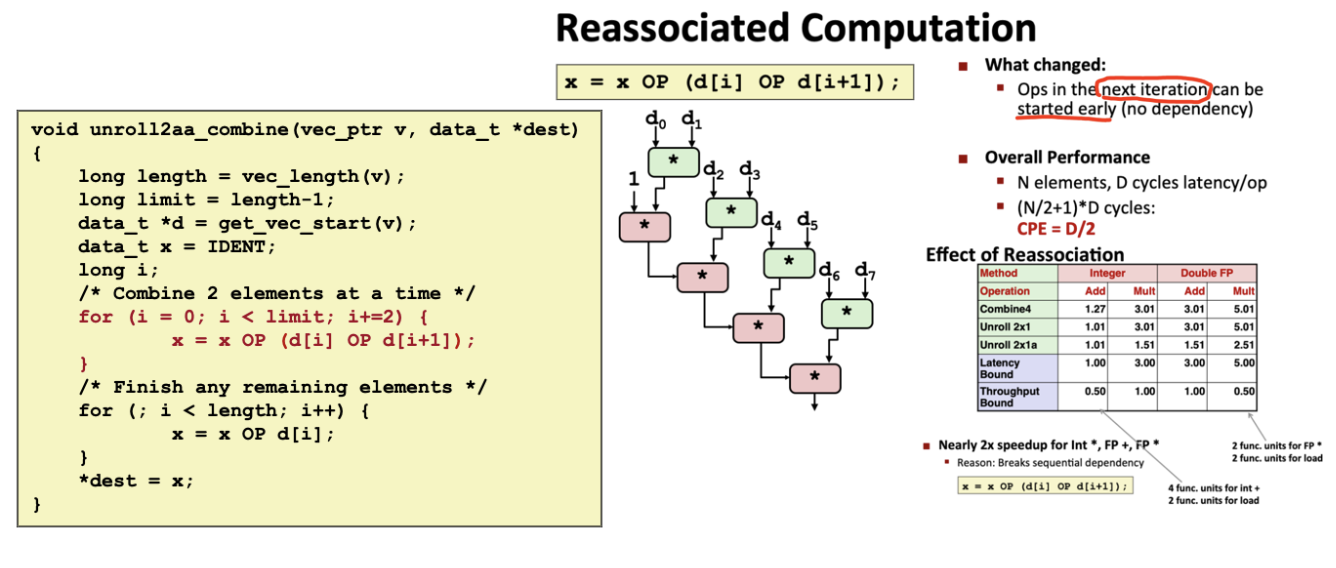 Reassociated Computation
x = x OP (d[i] OP d[i+1]);
void unroll2aa_combine(vec_ptr v, data_t *dest)
{
    long length = vec_length(v);
    long limit = length-1;
    data_t *d = get_vec_start(v);
    data_t x = IDENT;
    long i;
    /* Combine 2 elements at a time */
    for (i = 0; i < limit; i+=2) {
            x = x OP (d[i] OP d[i+1]);
    }
    /* Finish any remaining elements */
    for (; i < length; i++) {
            x = x OP d[i];
    }
    *dest = x;
}
d0 d1
*
1
d2 d3
*
*
d4 d5
*
*
d6 d7
*
*
*
What changed:
Ops in the next iteration can be
started early (no dependency)
Overall Performance
N elements, D cycles latency/op
(N/2+1)*D cycles:
CPE = D/2
Effect of Reassociation
Method Integer Double FP
Operation Add Mult Add Mult
Combine4 1.27 3.01 3.01 5.01
Unroll 2x1 1.01 3.01 3.01 5.01
Unroll 2x1a 1.01 1.51 1.51 2.51
Latency 1.00 3.00 3.00 5.00
Bound
Throughput 0.50 1.00 1.00 0.50
Bound
Nearly 2x speedup for Int *, FP +, FP *
Reason: Breaks sequential dependency
x = x OP (d[i] OP d[i+1]);
2 func. units for FP *
2 func. units for load
4 func. units for int +
2 func. units for load